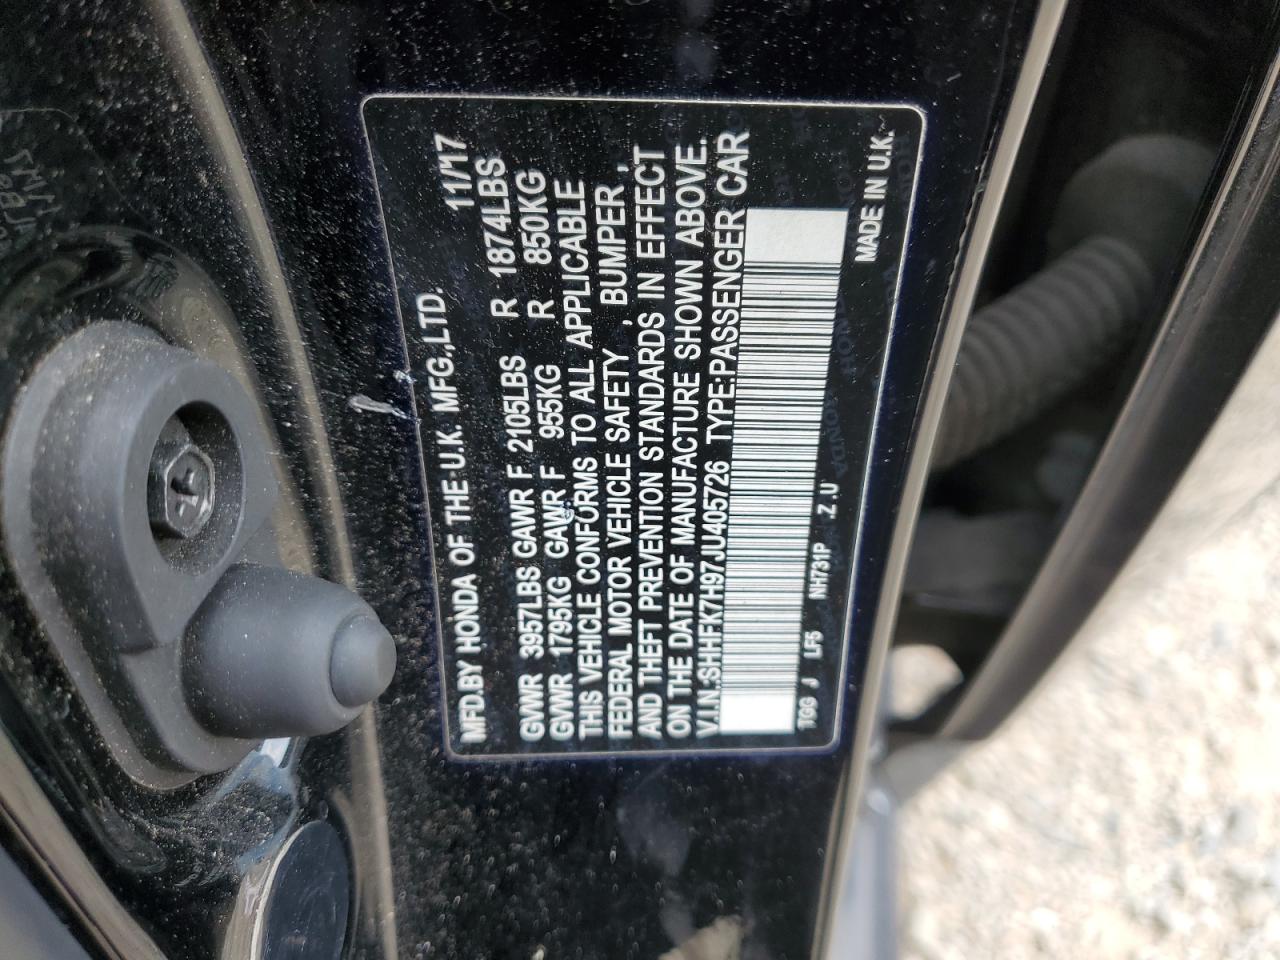 MFD.BY HONDA OF THE U.K. MFG.,LTD. 11/17
GVWR 3957LBS GAWR F 2105LBS R 1874LBS
GVWR 1795KG GAWR F 955KG R 850KG
THIS VEHICLE CONFORMS TO ALL APPLICABLE
FEDERAL MOTOR VEHICLE SAFETY , BUMPER ,
AND THEFT PREVENTION STANDARDS IN EFFECT
ON THE DATE OF MANUFACTURE SHOWN ABOVE.
V.I.N.:SHHFK7H97JU405726 TYPE:PASSENGER CAR
TGG J LF5 NH731P .Z.U MADE IN U.K.